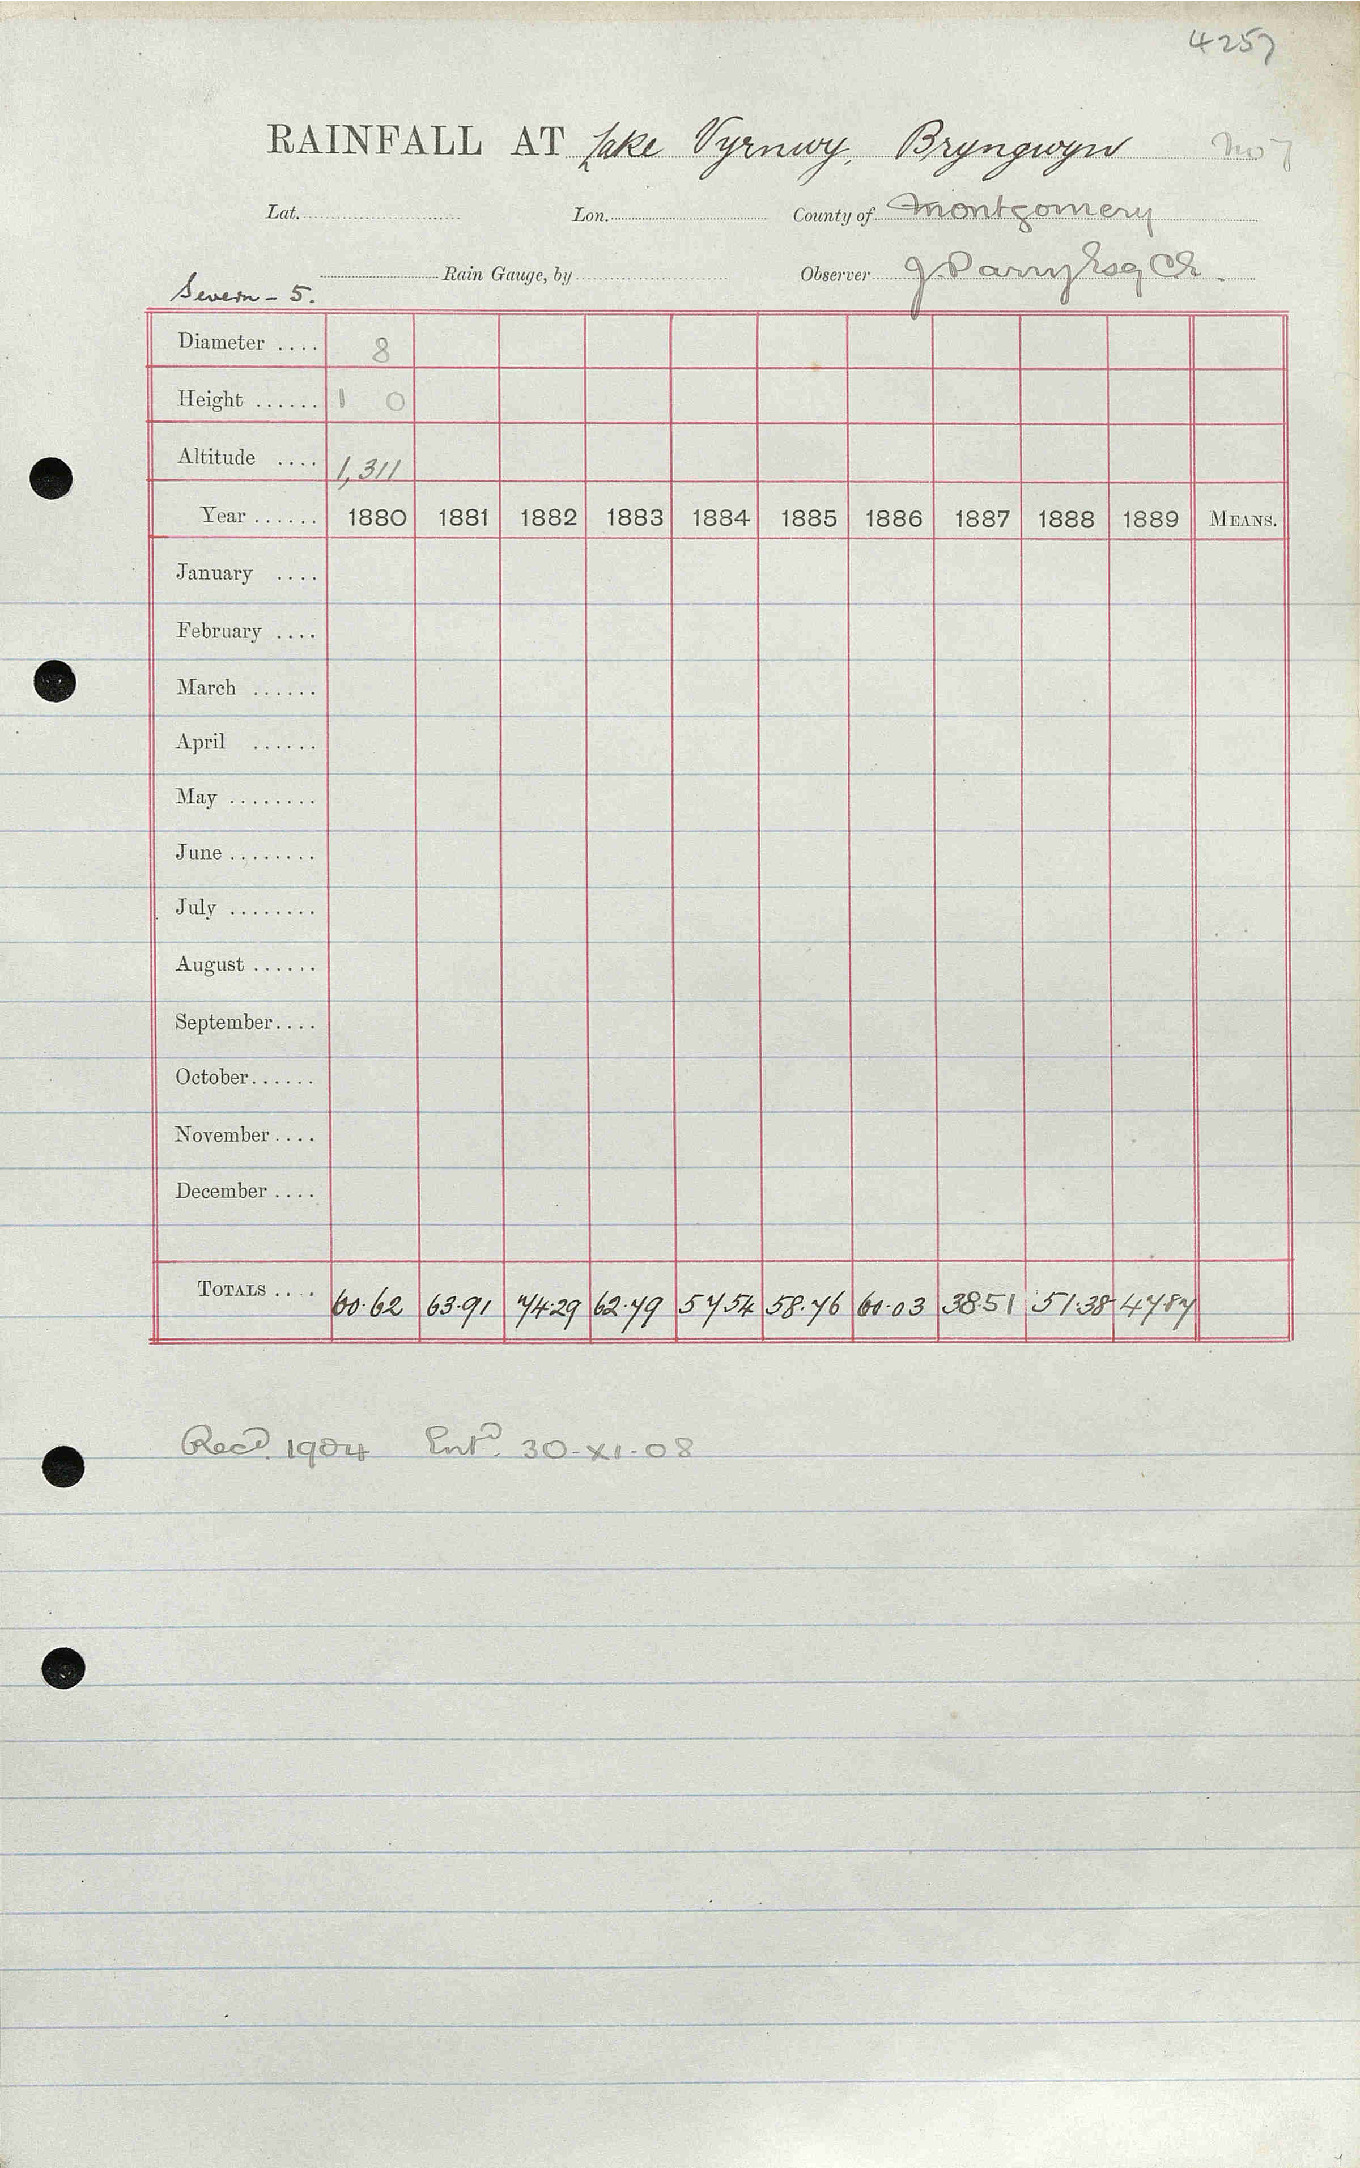 4257
RAINFALL AT Lake Vyrnwy, Bryngwyn No 7
Lat. Lon. County of Montgomery
Rain Gauge, by Observer J Parry Esq CE
Severn - 5.
Diameter .... 8
Height ...... 1 0
Altitude .... 1,311
Year ...... 1880 1881 1882 1883 1884 1885 1886 1887 1888 1889 MEANS.
January ....
February ....
March ......
April ......
May ........
June ........
July ........
August ......
September....
October......
November....
December ....
TOTALS .... 60.62 63.91 74.29 62.79 57.54 58.76 60.03 38.51 51.38 47.87
Recd. 1904 Entd. 30-XI-08